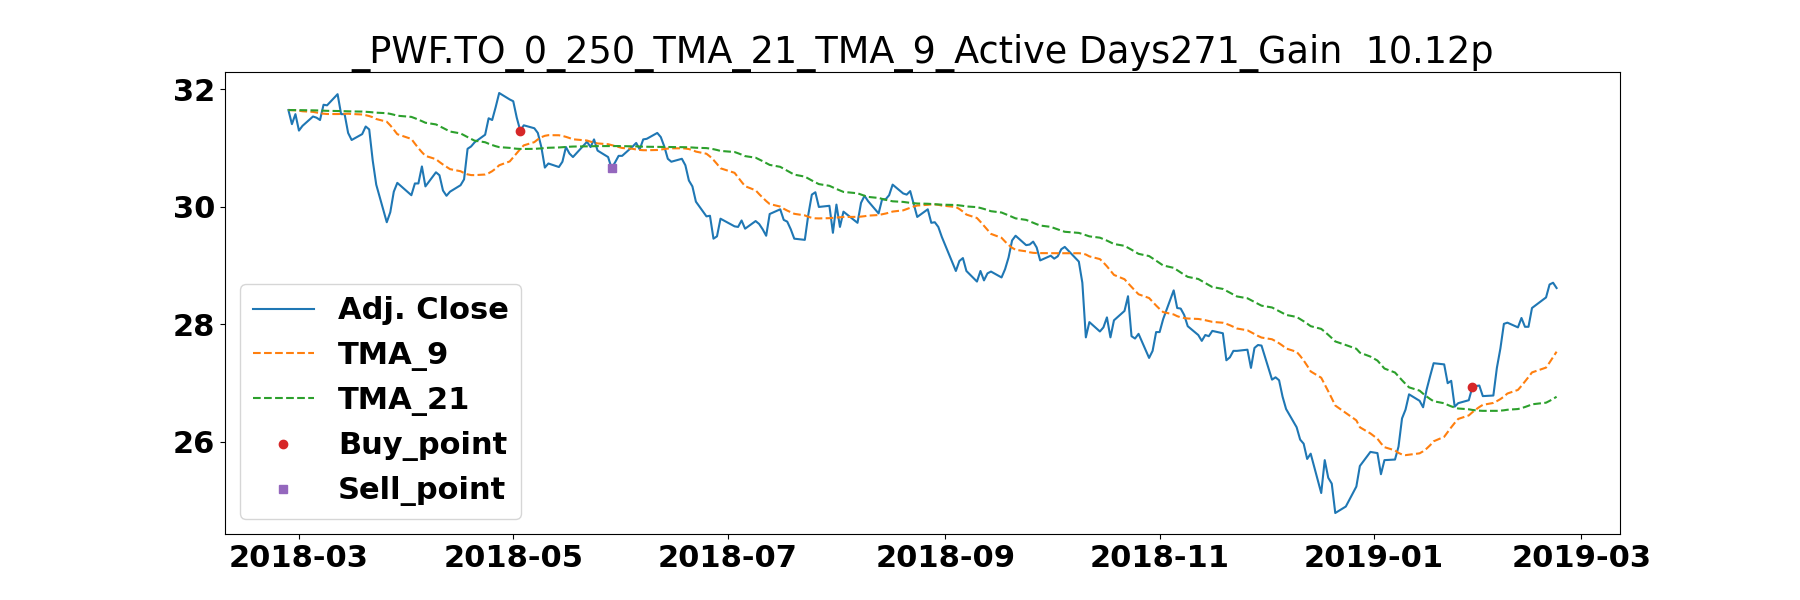 _PWF.TO_0_250_TMA_21_TMA_9_Active Days271_Gain  10.12p
32
30
28
26
Adj. Close
TMA_9
TMA_21
Buy_point
Sell_point
2018-03 2018-05 2018-07 2018-09 2018-11 2019-01 2019-03